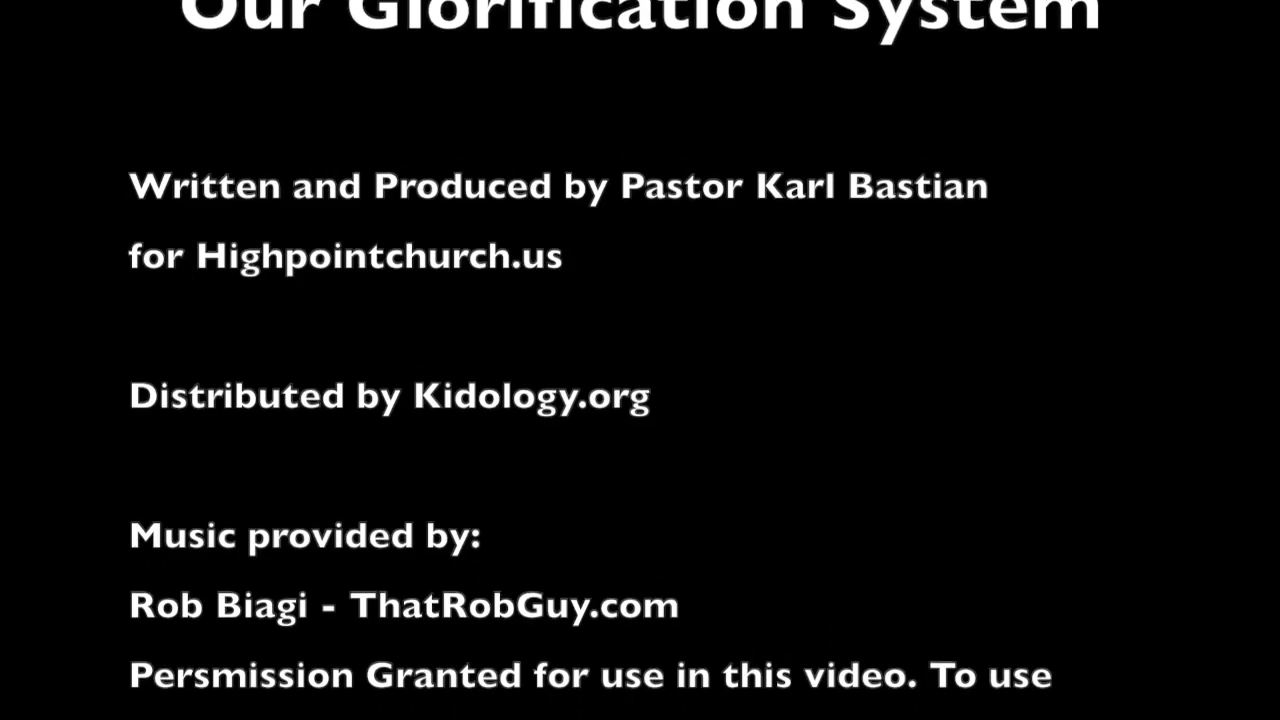 Our Glorification System
Written and Produced by Pastor Karl Bastian
for Highpointchurch.us
Distributed by Kidology.org
Music provided by:
Rob Biagi - ThatRobGuy.com
Persmission Granted for use in this video. To use